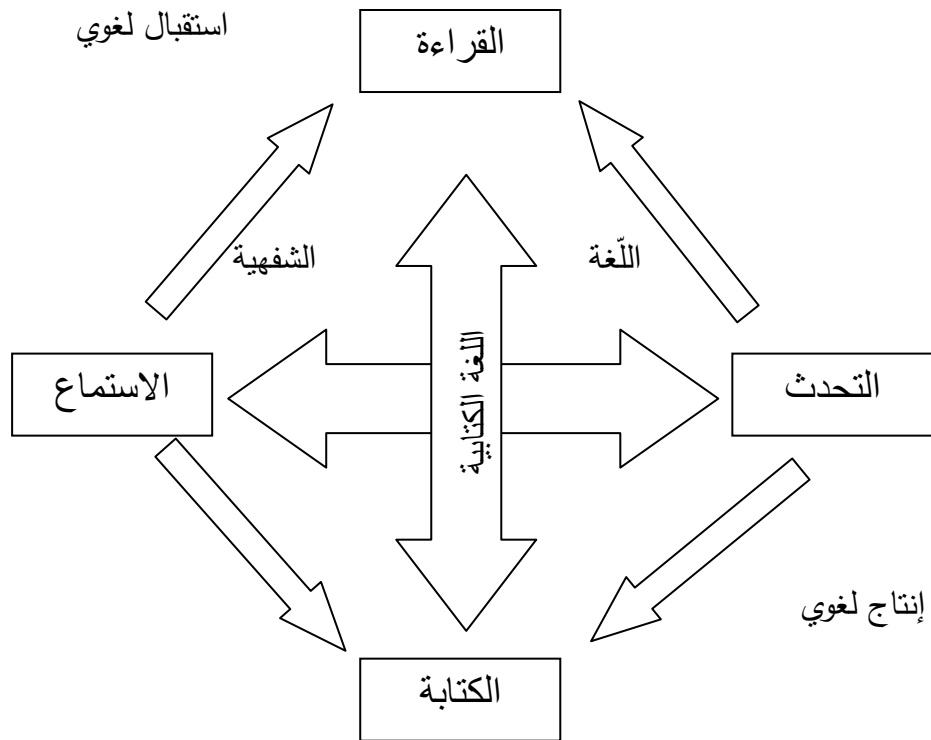 استقبال لغوي
القراءة
اللّغة
الشفهية
اللغة الكتابية
التحدث
الاستماع
إنتاج لغوي
الكتابة